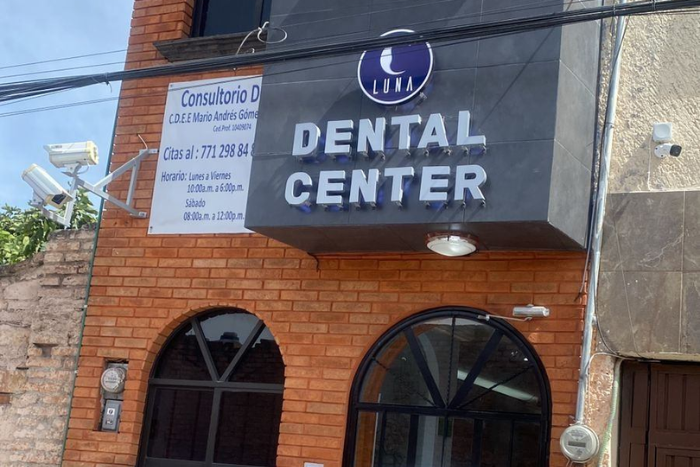 Consultorio D
C.D.E.E Mario Andrés Góme
Ced.Prof. 10409074
Citas al : 771 298 84 8
Horario: Lunes a Viernes
10:00a.m. a 6:00p.m.
Sábado
08:00a.m. a 12:00p.m.
LUNA
DENTAL
CENTER